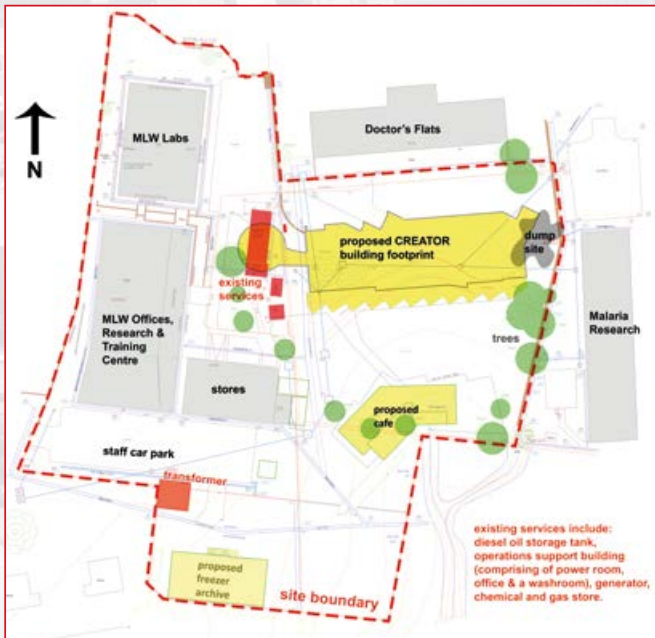 MLW Labs
Doctor's Flats
N
proposed CREATOR
building footprint
dump
site
existing
services
MLW Offices,
Research &
Training
Centre
Malaria
Research
trees
stores
proposed
cafe
staff car park
transformer
proposed
freezer
archive
site boundary
existing services include:
diesel oil storage tank,
operations support building
(comprising of power room,
office & a washroom), generator,
chemical and gas store.